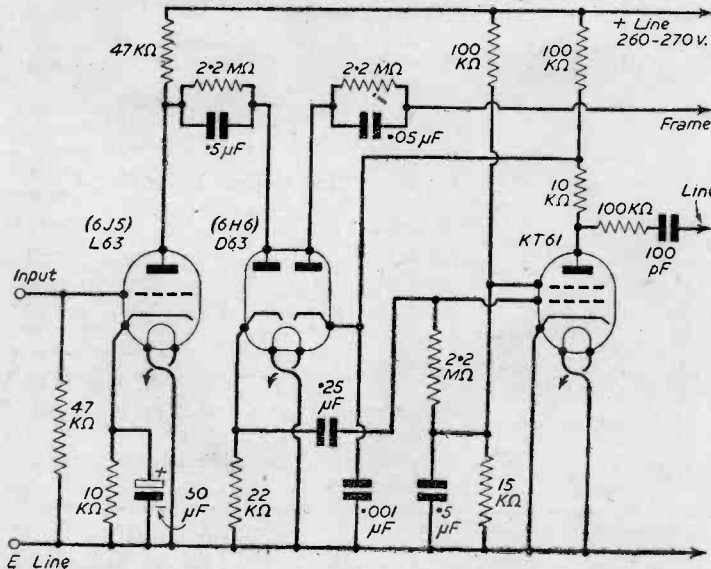 + Line
260-270 v.
47 KΩ
100
KΩ
100
KΩ
2·2 MΩ
·5 μF
2·2 MΩ
·05 μF
Frame
10
KΩ
Line
100KΩ
100
pF
(6J5)
L63
(6H6)
D63
KT61
Input
47
KΩ
2·2
MΩ
·25
μF
10
KΩ
+
50
μF
22
KΩ
·001
μF
·5
μF
15
KΩ
E Line